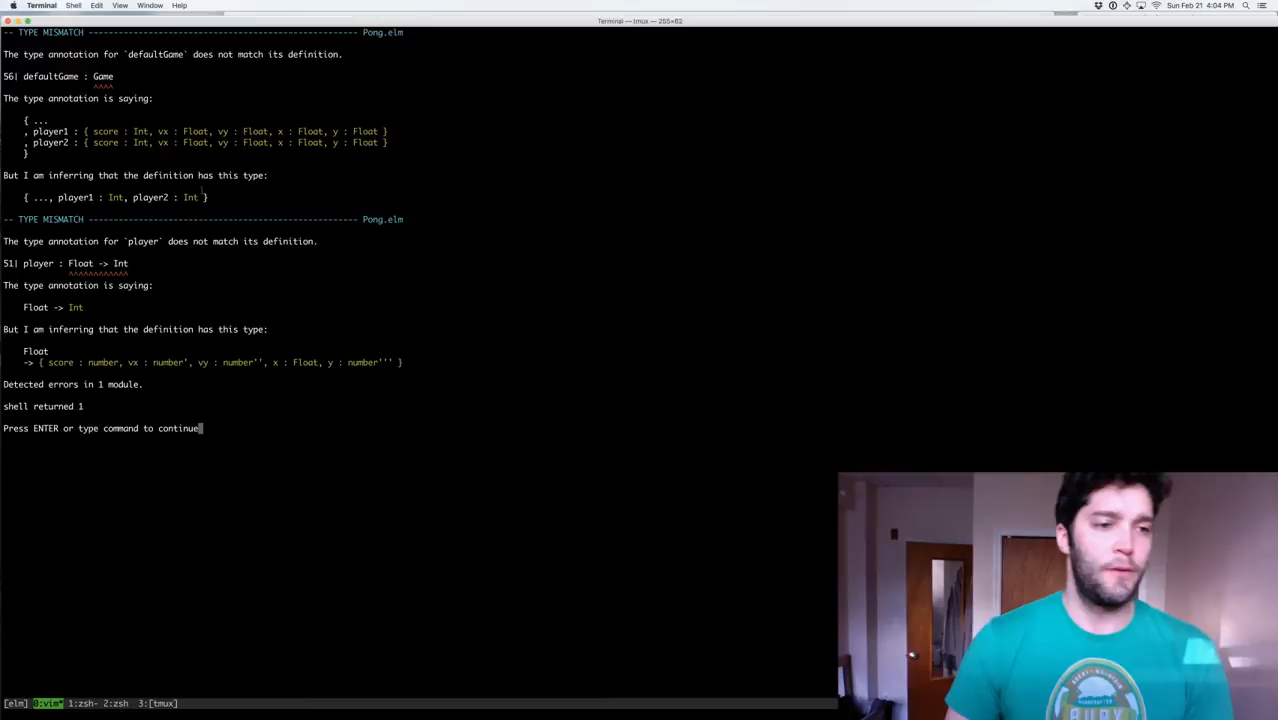 Terminal Shell Edit View Window Help Sun Feb 21 4:04 PM
Terminal — tmux — 255×62
-- TYPE MISMATCH ----------------------------------------------------- Pong.elm
The type annotation for `defaultGame` does not match its definition.
56| defaultGame : Game
^^^^
The type annotation is saying:
{ ...
, player1 : { score : Int, vx : Float, vy : Float, x : Float, y : Float }
, player2 : { score : Int, vx : Float, vy : Float, x : Float, y : Float }
}
But I am inferring that the definition has this type:
{ ..., player1 : Int, player2 : Int }
-- TYPE MISMATCH ----------------------------------------------------- Pong.elm
The type annotation for `player` does not match its definition.
51| player : Float -> Int
^^^^^^^^^^^^
The type annotation is saying:
Float -> Int
But I am inferring that the definition has this type:
Float
-> { score : number, vx : number', vy : number'', x : Float, y : number''' }
Detected errors in 1 module.
shell returned 1
Press ENTER or type command to continue
[elm] 0:vim* 1:zsh- 2:zsh 3:[tmux]